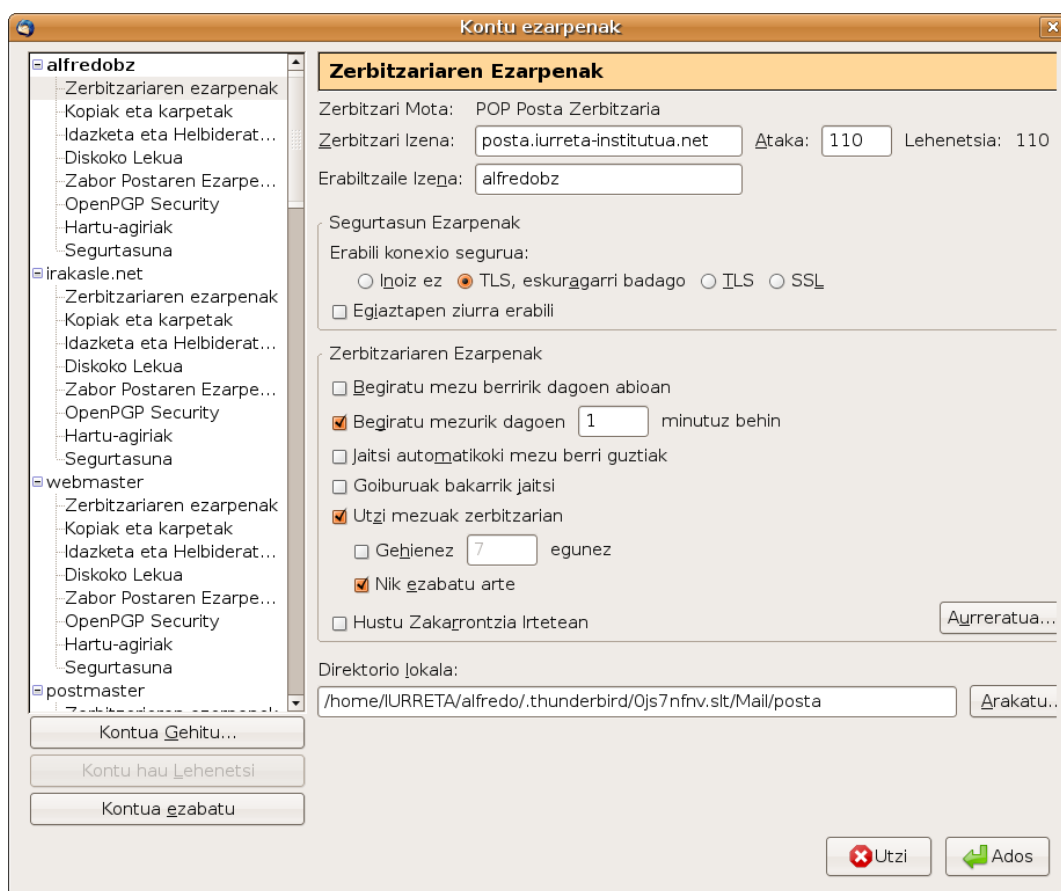 Kontu ezarpenak
alfredobz
Zerbitzariaren ezarpenak
Kopiak eta karpetak
Idazketa eta Helbiderat...
Diskoko Lekua
Zabor Postaren Ezarpe...
OpenPGP Security
Hartu-agiriak
Segurtasuna
irakasle.net
Zerbitzariaren ezarpenak
Kopiak eta karpetak
Idazketa eta Helbiderat...
Diskoko Lekua
Zabor Postaren Ezarpe...
OpenPGP Security
Hartu-agiriak
Segurtasuna
webmaster
Zerbitzariaren ezarpenak
Kopiak eta karpetak
Idazketa eta Helbiderat...
Diskoko Lekua
Zabor Postaren Ezarpe...
OpenPGP Security
Hartu-agiriak
Segurtasuna
postmaster
Kontua Gehitu...
Kontu hau Lehenetsi
Kontua ezabatu
Zerbitzariaren Ezarpenak
Zerbitzari Mota: POP Posta Zerbitzaria
Zerbitzari Izena: posta.iurreta-institutua.net Ataka: 110 Lehenetsia: 110
Erabiltzaile Izena: alfredobz
Segurtasun Ezarpenak
Erabili konexio segurua:
Inoiz ez TLS, eskuragarri badago TLS SSL
Egiaztapen ziurra erabili
Zerbitzariaren Ezarpenak
Begiratu mezu berririk dagoen abioan
Begiratu mezurik dagoen 1 minutuz behin
Jaitsi automatikoki mezu berri guztiak
Goiburuak bakarrik jaitsi
Utzi mezuak zerbitzarian
Gehienez 7 egunez
Nik ezabatu arte
Hustu Zakarrontzia Irtetean
Aurreratua...
Direktorio lokala:
/home/IURRETA/alfredo/.thunderbird/0js7nfnv.slt/Mail/posta Arakatu..
Utzi Ados